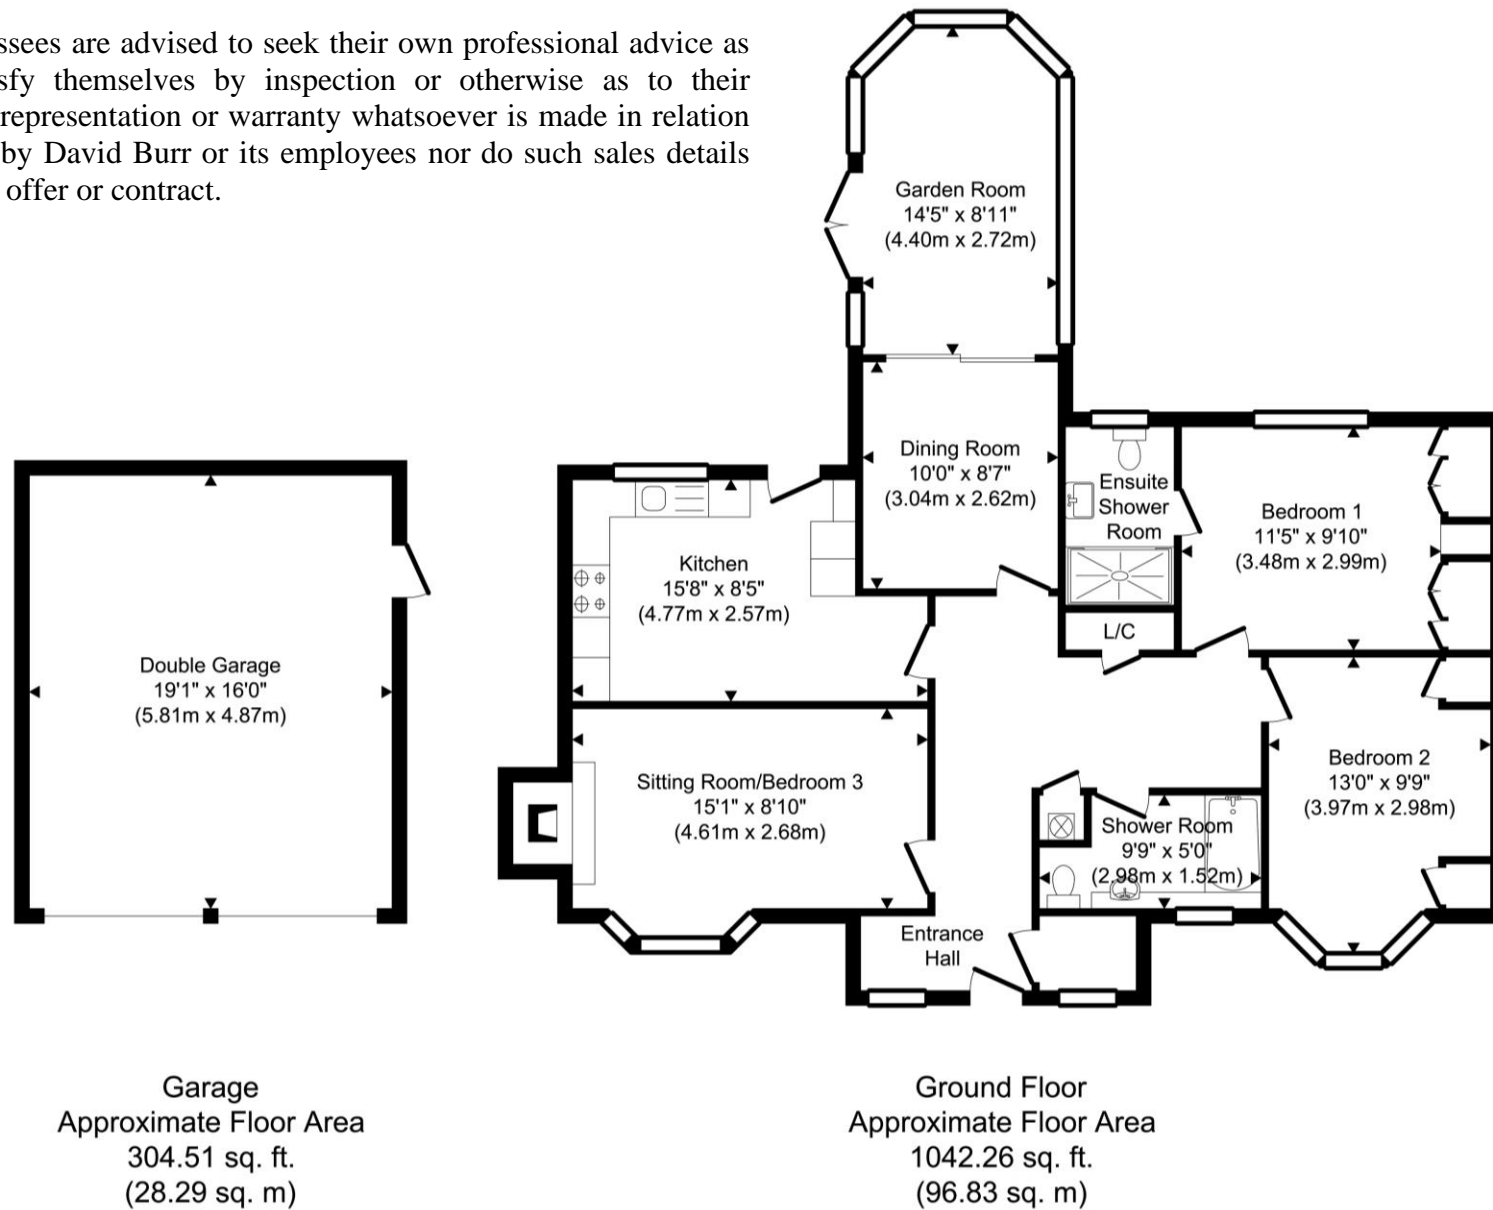 ssees are advised to seek their own professional advice as
sfy themselves by inspection or otherwise as to their
representation or warranty whatsoever is made in relation
by David Burr or its employees nor do such sales details
offer or contract.
Garden Room
14'5" x 8'11"
(4.40m x 2.72m)
Dining Room
10'0" x 8'7"
(3.04m x 2.62m)
Ensuite
Shower
Room
Bedroom 1
11'5" x 9'10"
(3.48m x 2.99m)
Kitchen
15'8" x 8'5"
(4.77m x 2.57m)
L/C
Double Garage
19'1" x 16'0"
(5.81m x 4.87m)
Sitting Room/Bedroom 3
15'1" x 8'10"
(4.61m x 2.68m)
Bedroom 2
13'0" x 9'9"
(3.97m x 2.98m)
Shower Room
9'9" x 5'0"
(2.98m x 1.52m)
Entrance
Hall
Garage
Approximate Floor Area
304.51 sq. ft.
(28.29 sq. m)
Ground Floor
Approximate Floor Area
1042.26 sq. ft.
(96.83 sq. m)